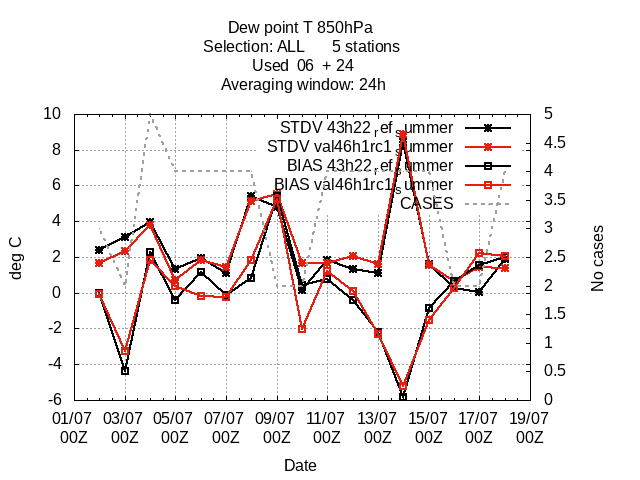 Dew point T 850hPa
Selection: ALL 5 stations
Used 06 + 24
Averaging window: 24h
10 5
STDV 43h22_ref_summer
4.5
8 STDV val46h1rc1_summer
BIAS 43h22_ref_summer 4
6 BIAS val46h1rc1_summer
CASES 3.5
4
3
2 2.5
deg C
No cases
0 2
1.5
-2
1
-4
0.5
-6 0
01/07 03/07 05/07 07/07 09/07 11/07 13/07 15/07 17/07 19/07
00Z 00Z 00Z 00Z 00Z 00Z 00Z 00Z 00Z 00Z
Date